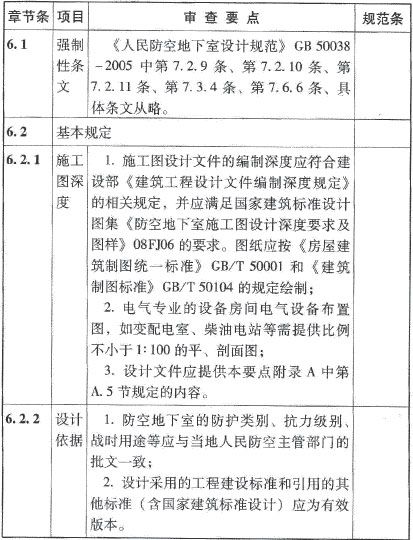 章节条 项目 审查要点 规范条
6.1 强制 《人民防空地下室设计规范》GB 50038
性条 -2005 中第 7.2.9 条、第 7.2.10 条、第
文 7.2.11 条、第 7.3.4 条、第 7.6.6 条、具
体条文从略。
6.2 基本规定
6.2.1 施工 1. 施工图设计文件的编制深度应符合建
图深 设部《建筑工程设计文件编制深度规定》
度 的相关规定，并应满足国家建筑标准设计
图集《防空地下室施工图设计深度要求及
图样》08FJ06 的要求。图纸应按《房屋建
筑制图统一标准》GB/T 50001 和《建筑
制图标准》GB/T 50104 的规定绘制；
2. 电气专业的设备房间电气设备布置
图，如变配电室、柴油电站等需提供比例
不小于1:100 的平、剖面图；
3. 设计文件应提供本要点附录 A 中第
A.5 节规定的内容。
6.2.2 设计 1. 防空地下室的防护类别、抗力级别、
依据 战时用途等应与当地人民防空主管部门的
批文一致；
2. 设计采用的工程建设标准和引用的其
他标准（含国家建筑标准设计）应为有效
版本。